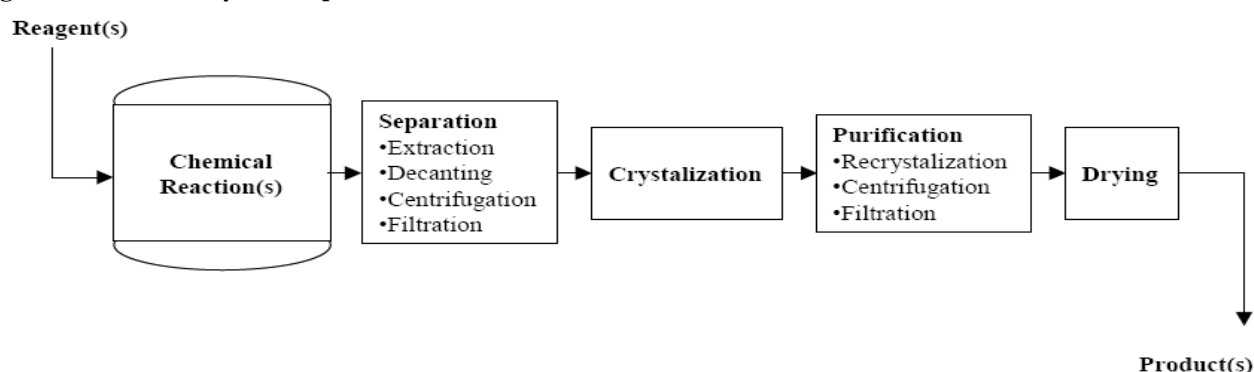 Reagent(s)
Chemical
Reaction(s)
Separation
•Extraction
•Decanting
•Centrifugation
•Filtration
Crystalization
Purification
•Recrystalization
•Centrifugation
•Filtration
Drying
Product(s)